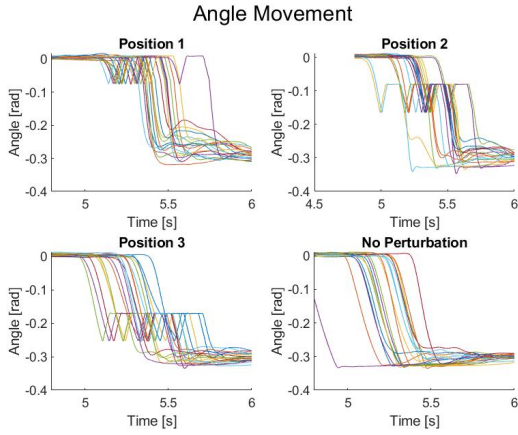 Angle Movement
Position 1
Position 2
0
-0.1
-0.2
-0.3
-0.4
Angle [rad]
5
5.5
6
Time [s]
0
-0.1
-0.2
-0.3
-0.4
Angle [rad]
4.5
5
5.5
6
Time [s]
Position 3
No Perturbation
0
-0.1
-0.2
-0.3
-0.4
Angle [rad]
5
5.5
6
Time [s]
0
-0.1
-0.2
-0.3
-0.4
Angle [rad]
5
5.5
6
Time [s]